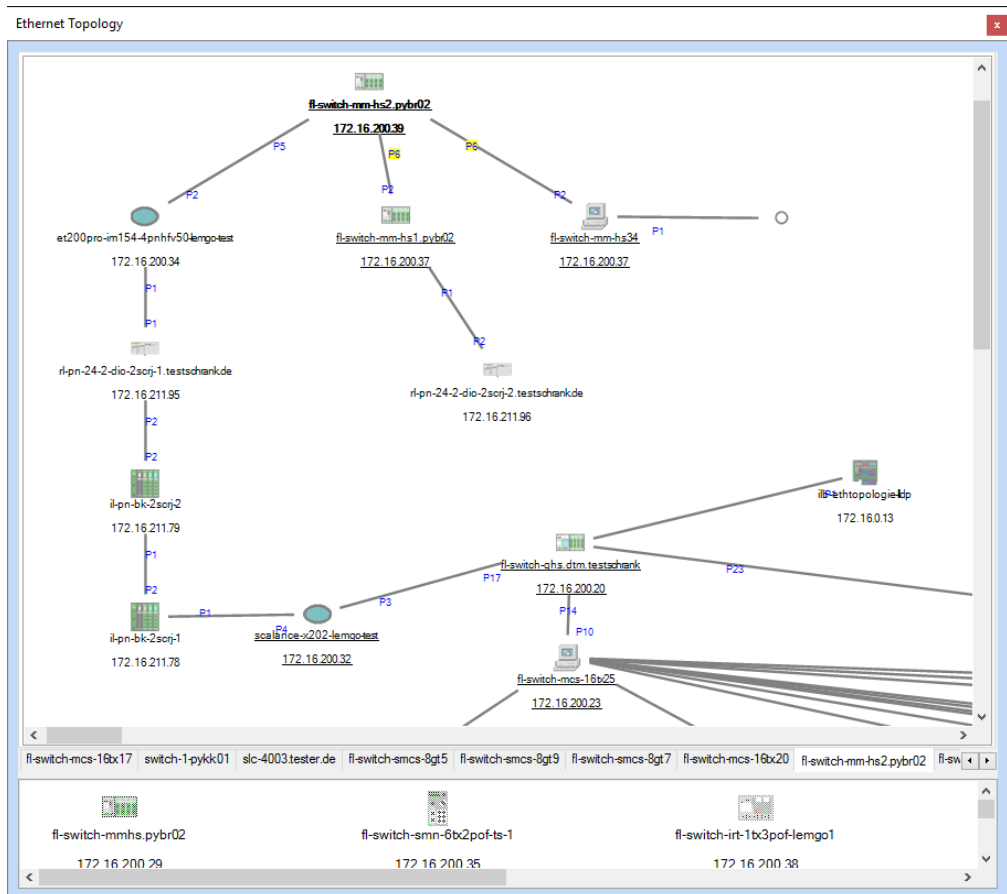 Ethernet Topology
x
fl-switch-mm-hs2.pybr02
172.16.200.39
P5
P6
P6
P2
P2
P2
et200pro-im154-4pnhfv50-lemgo-test
172.16.200.34
fl-switch-mm-hs1.pybr02
172.16.200.37
fl-switch-mm-hs34
172.16.200.37
P1
P1
P1
P1
P2
rl-pn-24-2-dio-2scrj-1.testschrank.de
172.16.211.95
rl-pn-24-2-dio-2scrj-2.testschrank.de
172.16.211.96
P2
P2
il-pn-bk-2scrj-2
172.16.211.79
P1
P2
il-pn-bk-2scrj-1
172.16.211.78
P1
P4
scalance-x202-lemgo-test
172.16.200.32
P3
P17
fl-switch-ghs.dtm.testschrank
172.16.200.20
P1
172.16.0.13
P23
P14
P10
fl-switch-mcs-16tx25
172.16.200.23
fl-switch-mcs-16tx17 switch-1-pykk01 slc-4003.tester.de fl-switch-smcs-8gt5 fl-switch-smcs-8gt9 fl-switch-smcs-8gt7 fl-switch-mcs-16tx20 fl-switch-mm-hs2.pybr02 fl-sw
fl-switch-mmhs.pybr02
172.16.200.29
fl-switch-smn-6tx2pof-ts-1
172.16.200.35
fl-switch-irt-1tx3pof-lemgo1
172.16.200.38